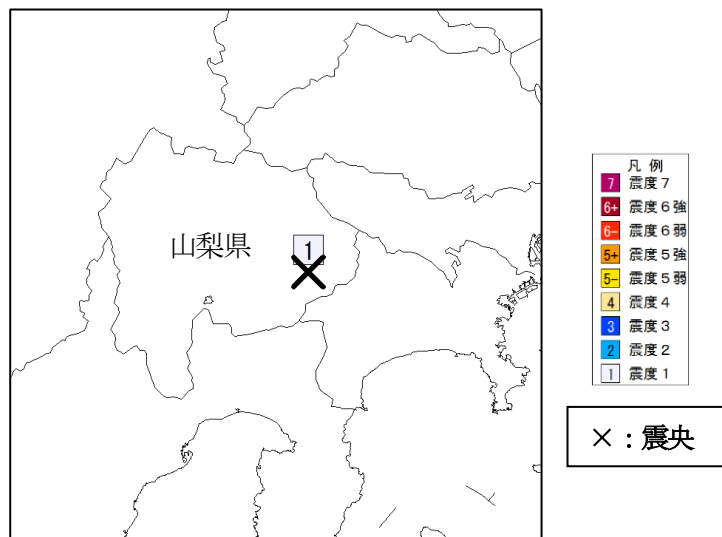 山梨県
1
凡 例
7 震度７
6+ 震度６強
6- 震度６弱
5+ 震度５強
5- 震度５弱
4 震度４
3 震度３
2 震度２
1 震度１
×：震央